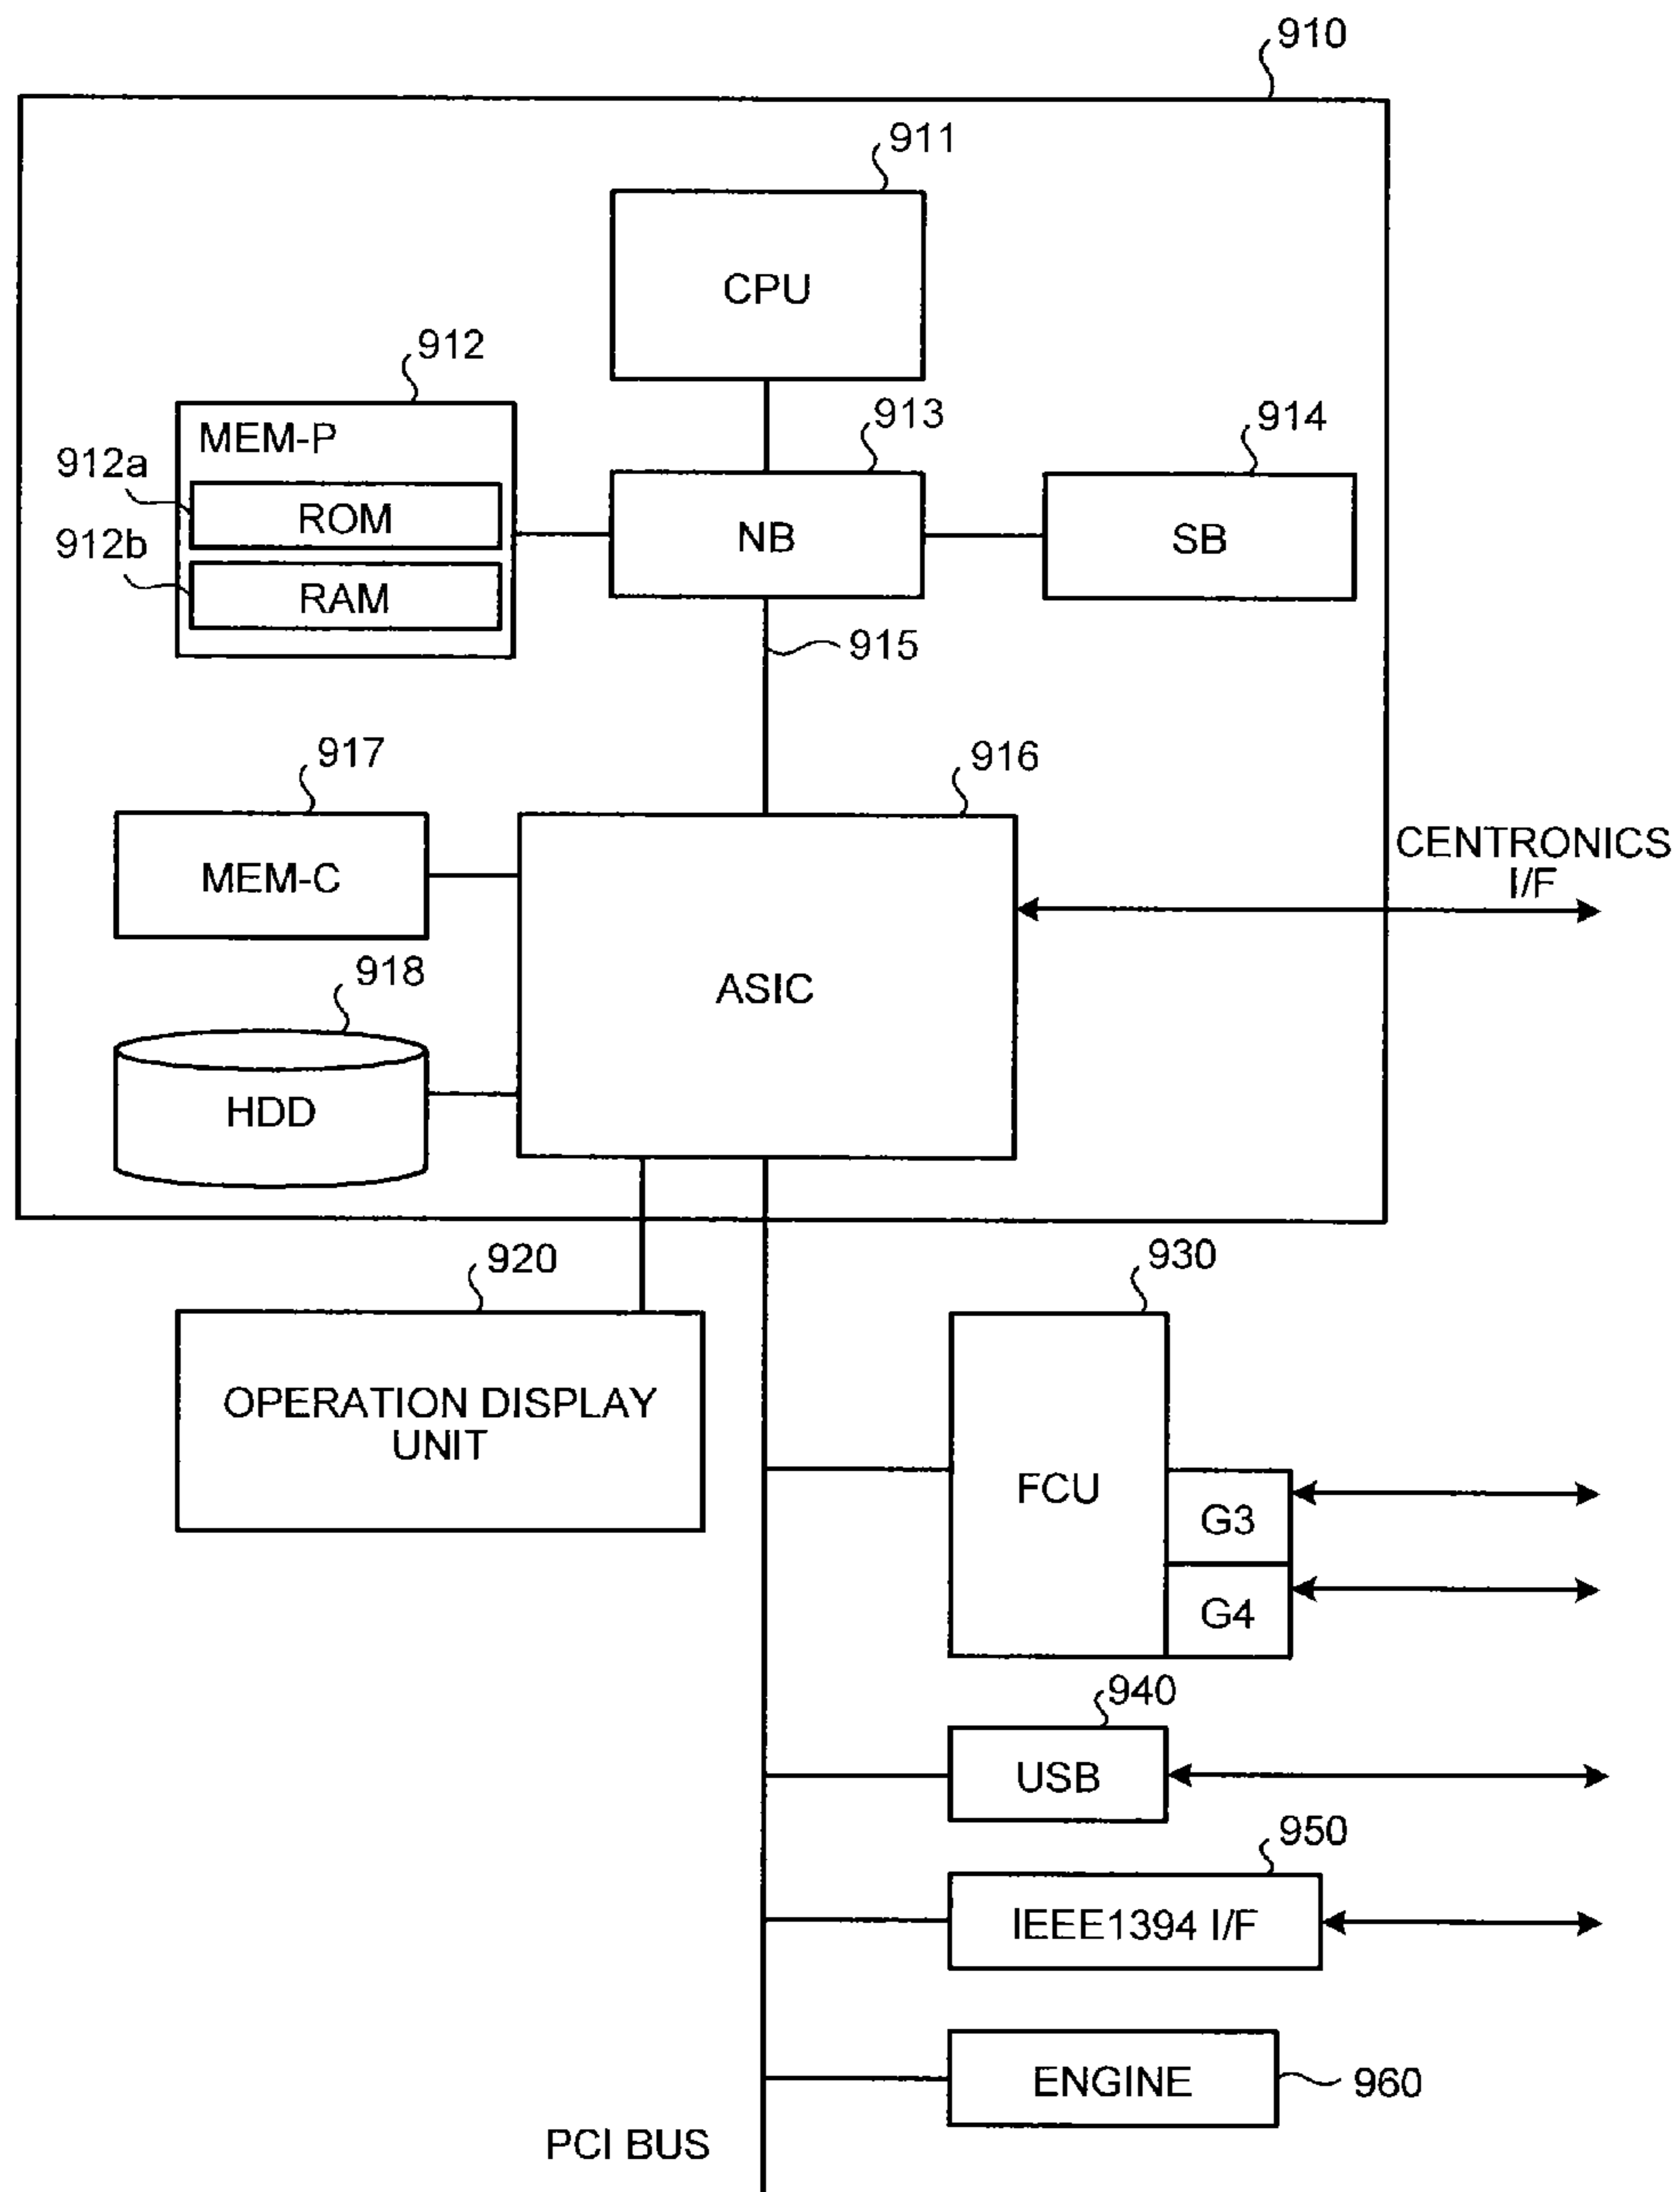 910
911
CPU
912
913
914
MEM-P
912a
ROM
NB
SB
912b
RAM
915
917
916
CENTRONICS
I/F
MEM-C
918
ASIC
HDD
920
930
OPERATION DISPLAY
UNIT
FCU
G3
G4
940
USB
950
IEEE1394 I/F
ENGINE
960
PCI BUS